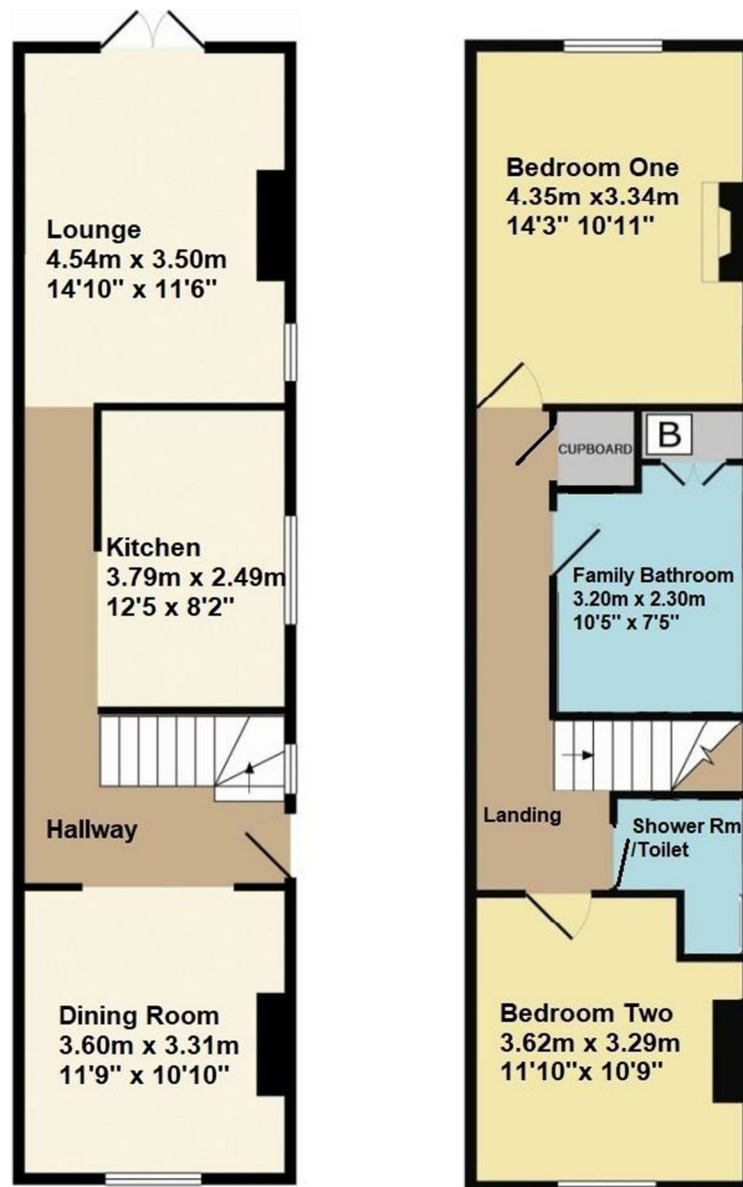 Lounge
4.54m x 3.50m
14'10" x 11'6"
Kitchen
3.79m x 2.49m
12'5 x 8'2"
Hallway
Dining Room
3.60m x 3.31m
11'9" x 10'10"
Bedroom One
4.35m x3.34m
14'3" 10'11"
CUPBOARD
B
Family Bathroom
3.20m x 2.30m
10'5" x 7'5"
Landing
Shower Rm
/Toilet
Bedroom Two
3.62m x 3.29m
11'10"x 10'9"